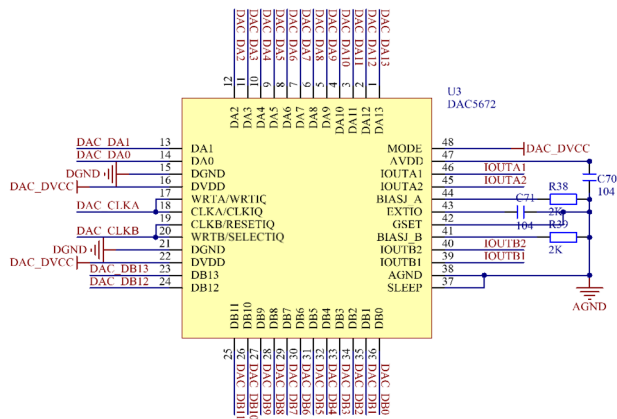 DAC_DA2
DAC_DA3
DAC_DA4
DAC_DA5
DAC_DA6
DAC_DA7
DAC_DA8
DAC_DA9
DAC_DA10
DAC_DA11
DAC_DA12
DAC_DA13
12
11
10
9
8
7
6
5
4
3
2
1
U3
DAC5672
DA2
DA3
DA4
DA5
DA6
DA7
DA8
DA9
DA10
DA11
DA12
DA13
DAC_DA1 13 DA1
DAC_DA0 14 DA0
DGND 15 DGND
DAC_DVCC 16 DVDD
17 WRTA/WRTIQ
DAC_CLKA 18 CLKA/CLKIQ
19 CLKB/RESETIQ
DAC_CLKB 20 WRTB/SELECTIQ
DGND 21 DGND
DAC_DVCC 22 DVDD
DAC_DB13 23 DB13
DAC_DB12 24 DB12
MODE 48 DAC_DVCC
AVDD 47
IOUTA1 46 IOUTA1
IOUTA2 45 IOUTA2
BIASJ_A 44 R38
2K
EXTIO 43 C71
104
GSET 42
BIASJ_B 41 R39
2K
IOUTB2 40 IOUTB2
IOUTB1 39 IOUTB1
AGND 38
SLEEP 37
C70
104
AGND
DB11
DB10
DB9
DB8
DB7
DB6
DB5
DB4
DB3
DB2
DB1
DB0
25
26
27
28
29
30
31
32
33
34
35
36
DAC_DB11
DAC_DB10
DAC_DB9
DAC_DB8
DAC_DB7
DAC_DB6
DAC_DB5
DAC_DB4
DAC_DB3
DAC_DB2
DAC_DB1
DAC_DB0